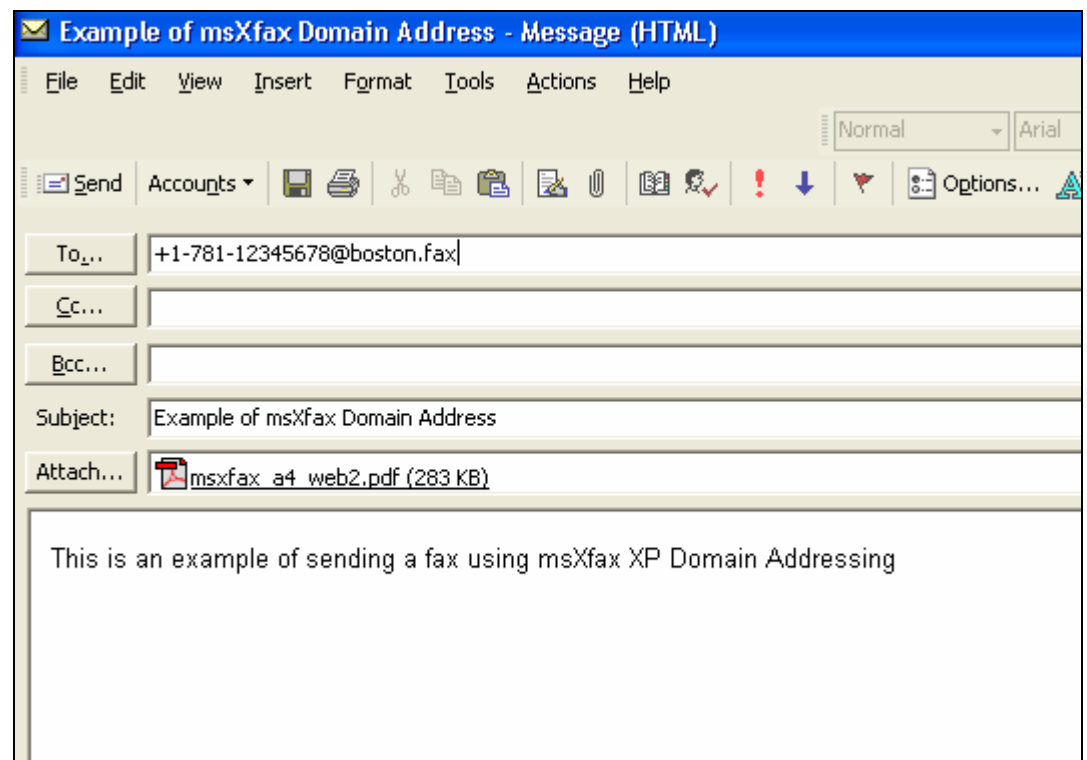 Example of msXfax Domain Address - Message (HTML)
File Edit View Insert Format Tools Actions Help
Normal Arial
Send Accounts Options... A
To... +1-781-12345678@boston.fax
Cc...
Bcc...
Subject: Example of msXfax Domain Address
Attach... msxfax_a4_web2.pdf (283 KB)
This is an example of sending a fax using msXfax XP Domain Addressing